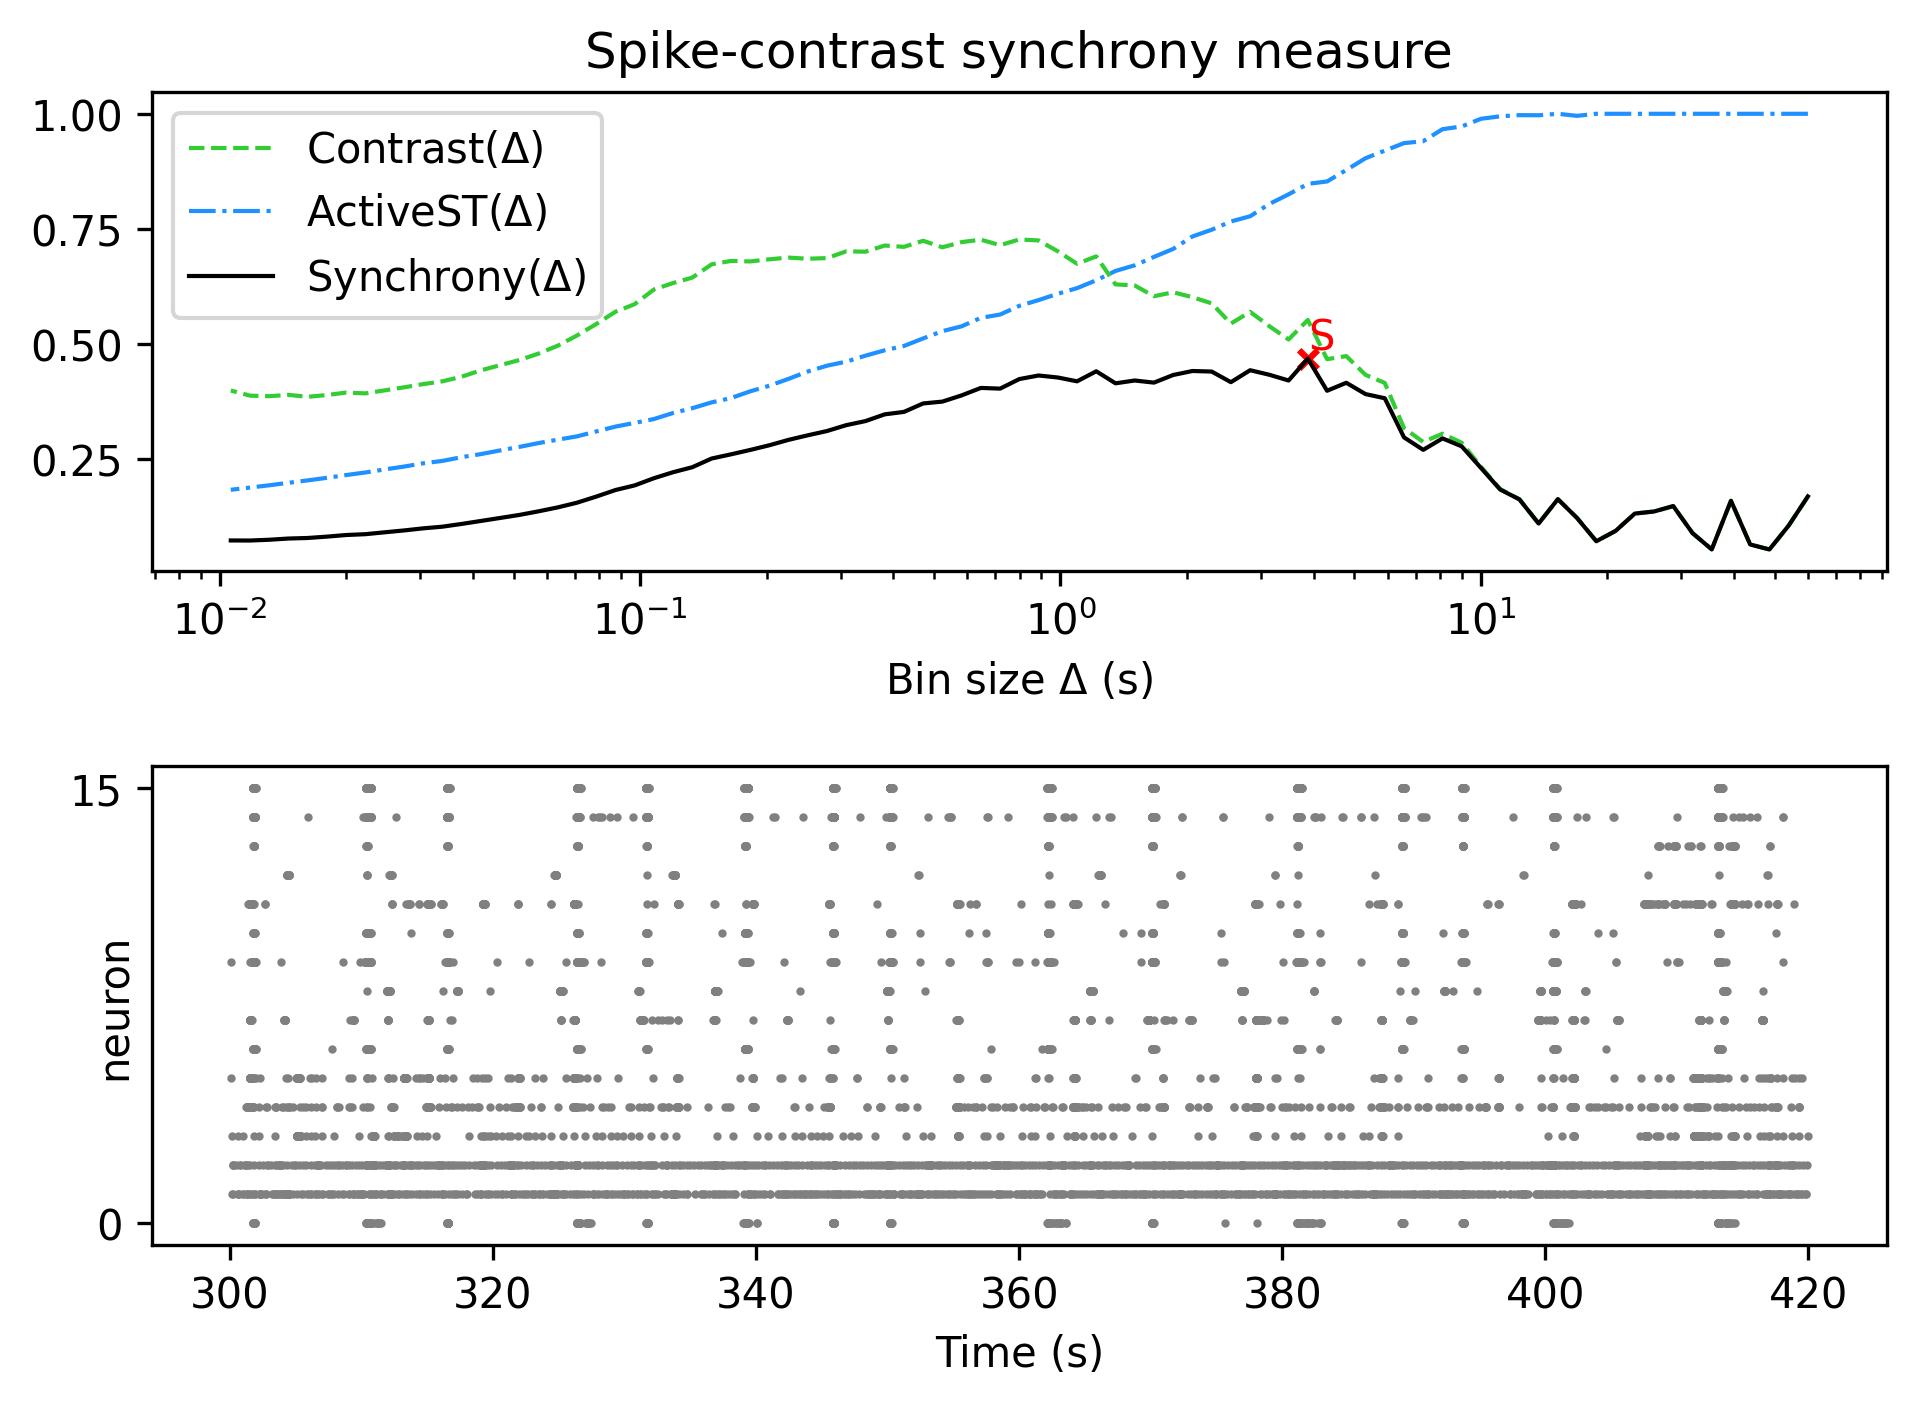 Spike-contrast synchrony measure
1.00
0.75
0.50
0.25
Contrast(Δ)
ActiveST(Δ)
Synchrony(Δ)
S
10⁻² 10⁻¹ 10⁰ 10¹
Bin size Δ (s)
15
0
neuron
300 320 340 360 380 400 420
Time (s)